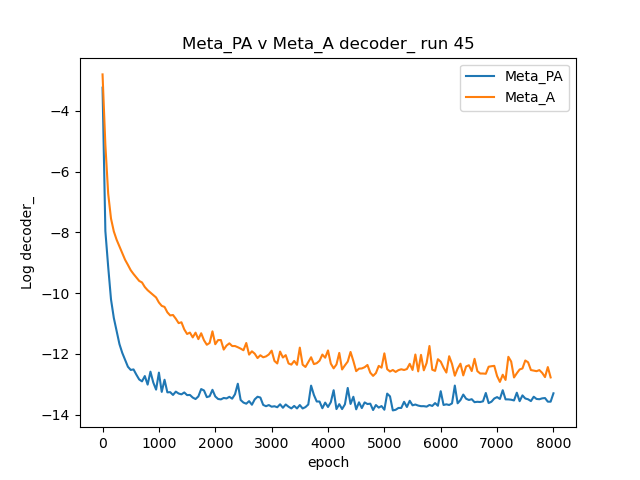 Meta_PA v Meta_A decoder_ run 45
Meta_PA
Meta_A
Log decoder_
−4
−6
−8
−10
−12
−14
0 1000 2000 3000 4000 5000 6000 7000 8000
epoch